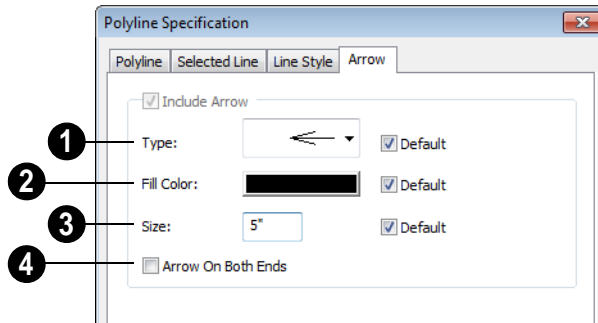 Polyline Specification
Polyline Selected Line Line Style Arrow
Include Arrow
1 Type: Default
2 Fill Color: Default
3 Size: 5" Default
4 Arrow On Both Ends